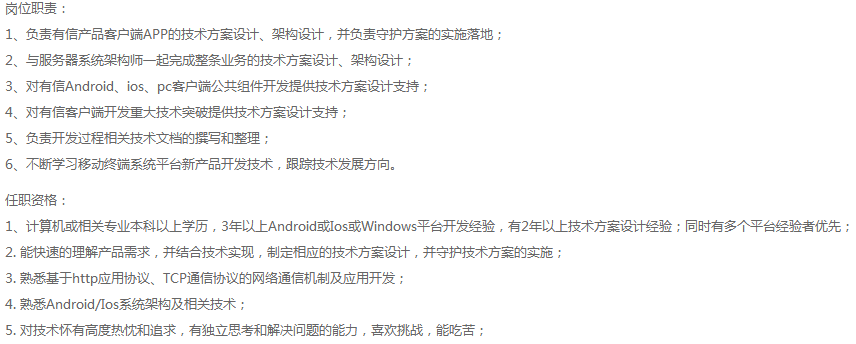 岗位职责：
1、负责有信产品客户端APP的技术方案设计、架构设计，并负责守护方案的实施落地；
2、与服务器系统架构师一起完成整条业务的技术方案设计、架构设计；
3、对有信Android、ios、pc客户端公共组件开发提供技术方案设计支持；
4、对有信客户端开发重大技术突破提供技术方案设计支持；
5、负责开发过程相关技术文档的撰写和整理；
6、不断学习移动终端系统平台新产品开发技术，跟踪技术发展方向。
任职资格：
1、计算机或相关专业本科以上学历，3年以上Android或Ios或Windows平台开发经验，有2年以上技术方案设计经验；同时有多个平台经验者优先；
2. 能快速的理解产品需求，并结合技术实现，制定相应的技术方案设计，并守护技术方案的实施；
3. 熟悉基于http应用协议、TCP通信协议的网络通信机制及应用开发；
4. 熟悉Android/Ios系统架构及相关技术；
5. 对技术怀有高度热忱和追求，有独立思考和解决问题的能力，喜欢挑战，能吃苦；